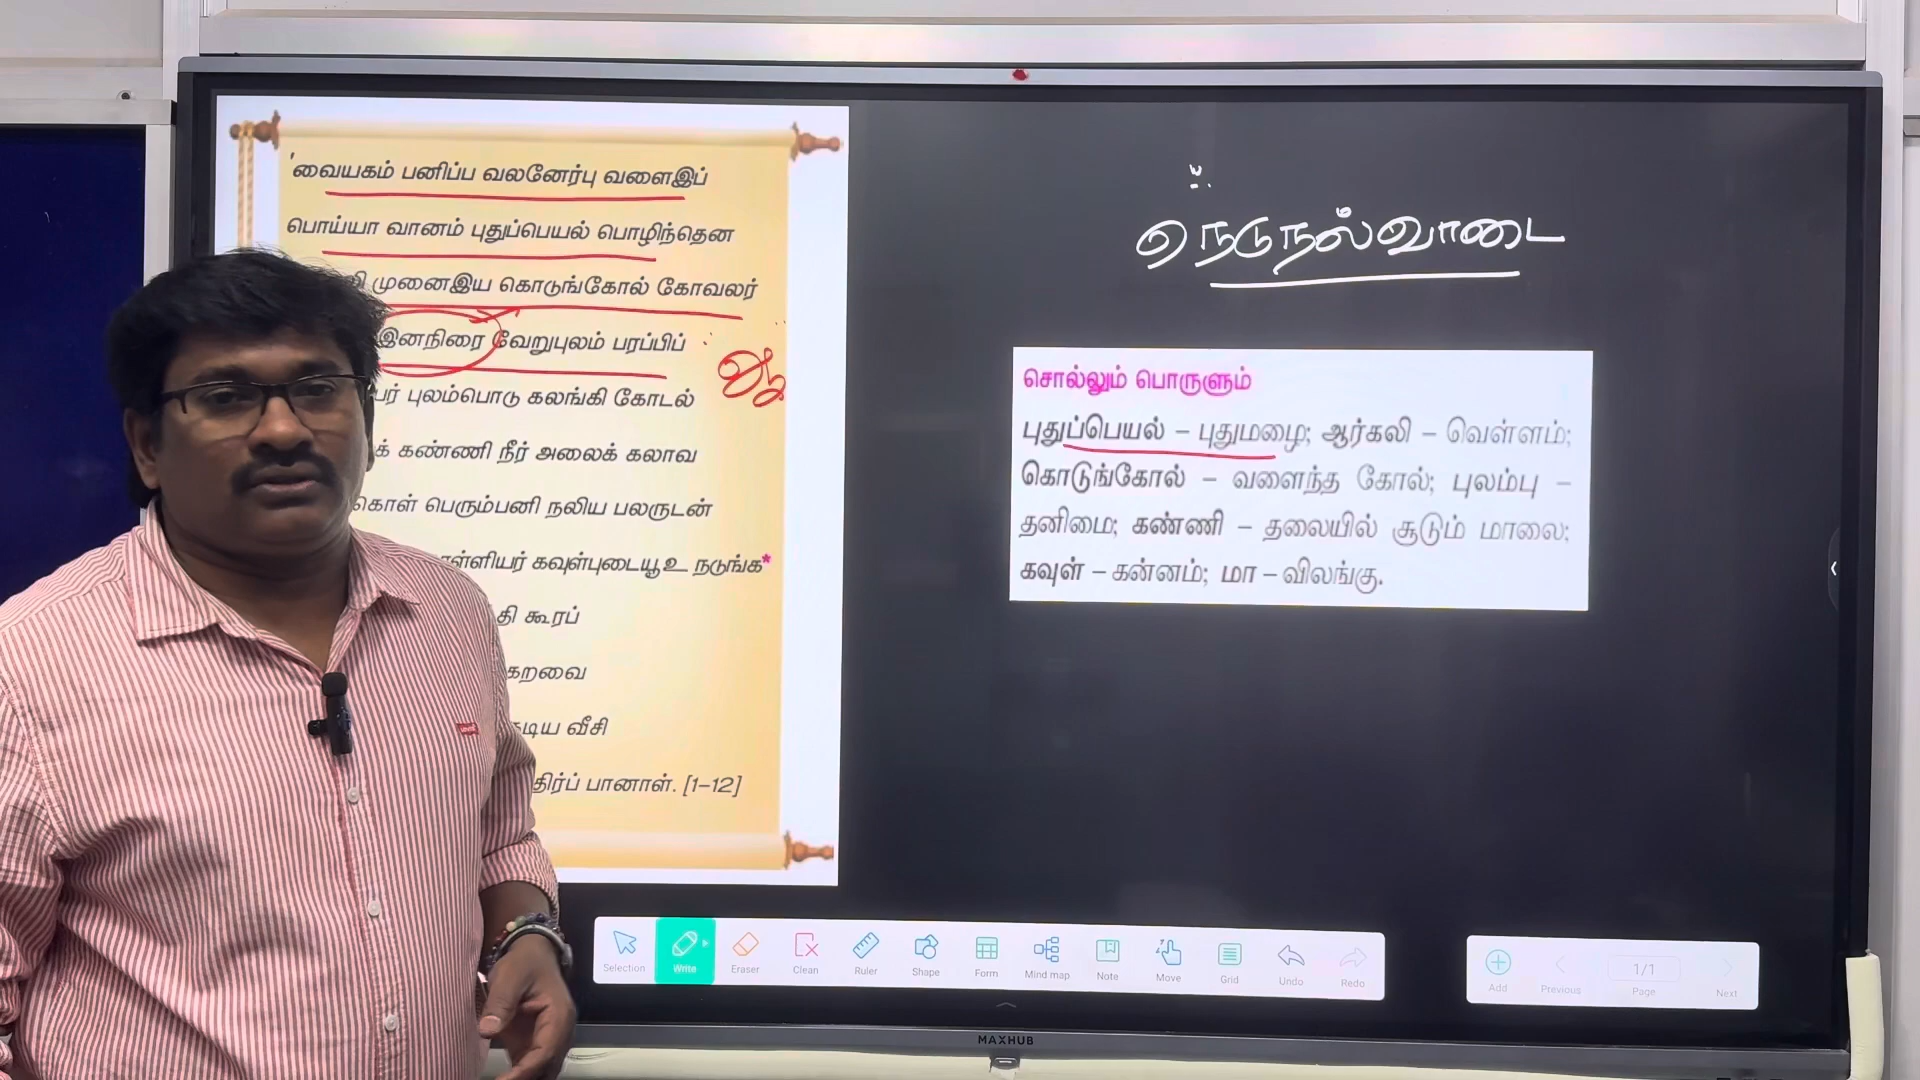 'வையகம் பனிப்ப வலனேர்பு வளைஇப்
பொய்யா வானம் புதுப்பெயல் பொழிந்தென
முனைஇய கொடுங்கோல் கோவலர்
இனநிரை வேறுபுலம் பரப்பிப்
புலம்பொடு கலங்கி கோடல்
கண்ணி நீர் அலைக் கலாவ
பெரும்பனி நலிய பலருடன்
கவுள்புடையூஉ நடுங்க*
கூரப்
கறவை
வீசி
பானாள். [1-12]
நெடுநல்வாடை
சொல்லும் பொருளும்
புதுப்பெயல் – புதுமழை; ஆர்கலி – வெள்ளம்;
கொடுங்கோல் – வளைந்த கோல்; புலம்பு –
தனிமை; கண்ணி – தலையில் சூடும் மாலை;
கவுள் – கன்னம்; மா – விலங்கு.
Selection Write Eraser Clean Ruler Shape Form Mind map Note Move Grid Undo Redo
Add Previous 1/1 Page Next
MAXHUB